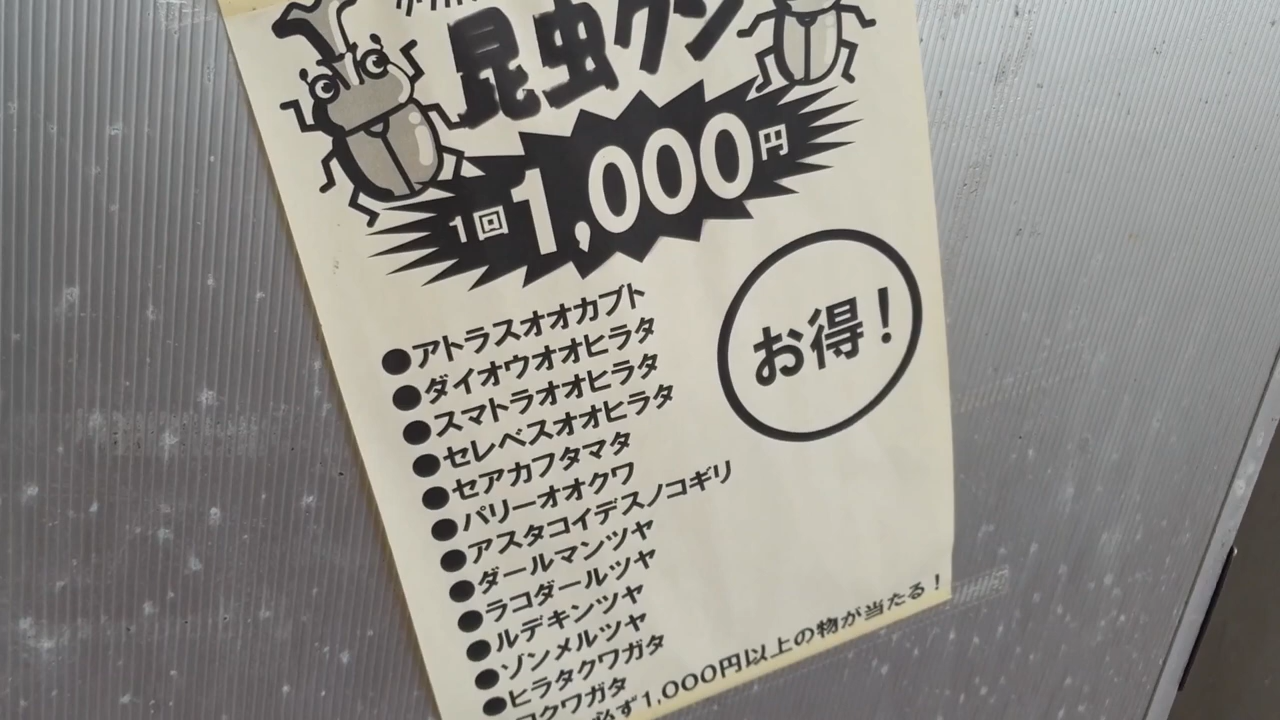 昆虫クジ
1回1,000円
お得!
●アトラスオオカブト
●ダイオウオオヒラタ
●スマトラオオヒラタ
●セレベスオオヒラタ
●セアカフタマタ
●パリーオオクワ
●アスタコイデスノコギリ
●ダールマンツヤ
●ラコダールツヤ
●ルデキンツヤ
●ゾンメルツヤ
●ヒラタクワガタ
●コクワガタ
必ず1,000円以上の物が当たる!